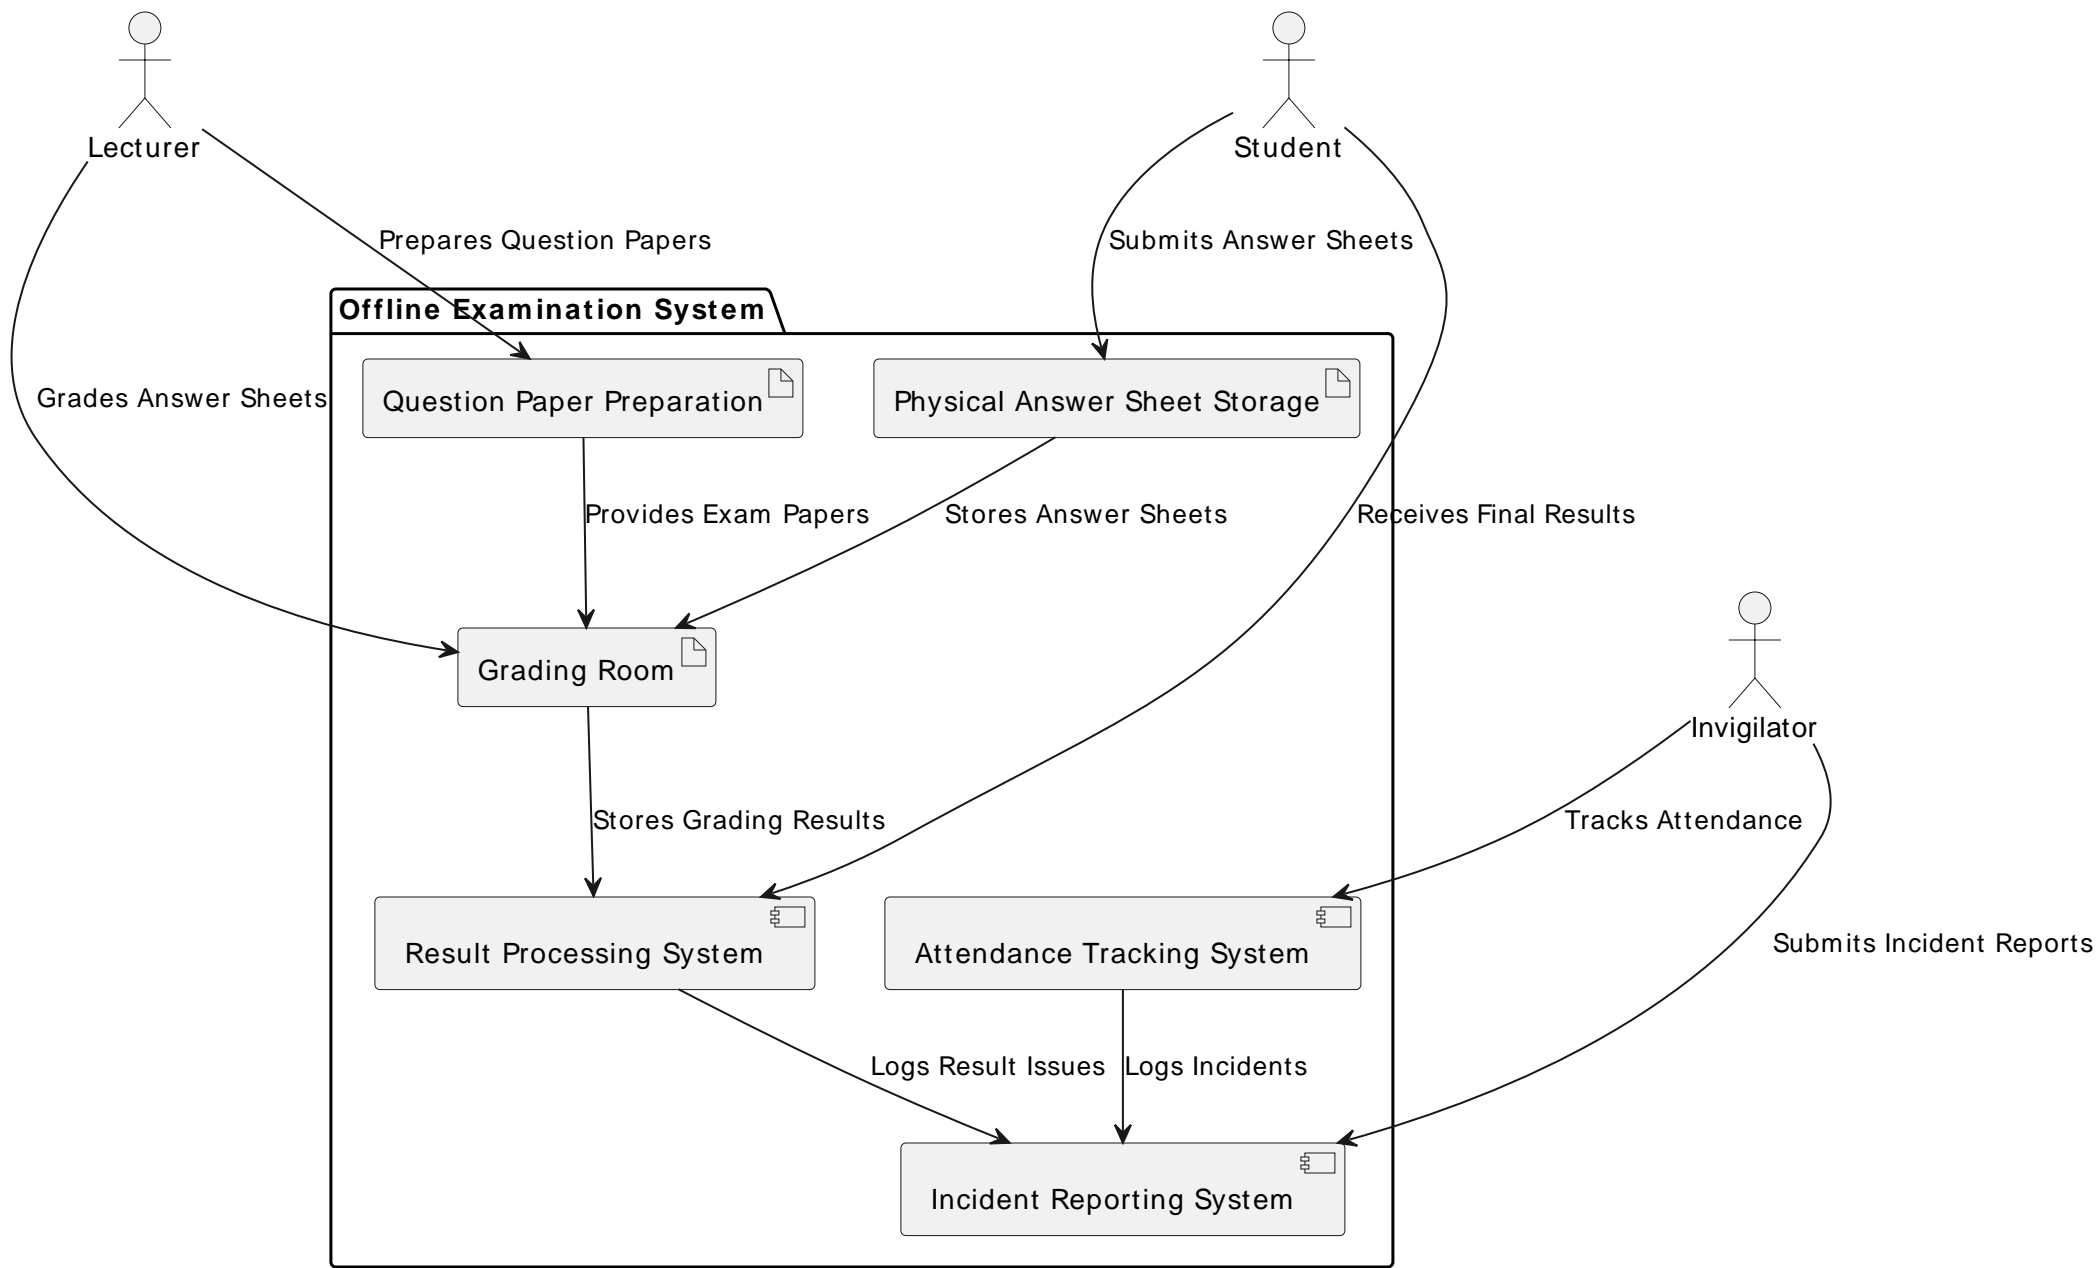 Lecturer
Student
Prepares Question Papers
Submits Answer Sheets
Offline Examination System
Grades Answer Sheets
Question Paper Preparation
Physical Answer Sheet Storage
Provides Exam Papers
Stores Answer Sheets
Receives Final Results
Grading Room
Invigilator
Stores Grading Results
Tracks Attendance
Result Processing System
Attendance Tracking System
Submits Incident Reports
Logs Result Issues
Logs Incidents
Incident Reporting System